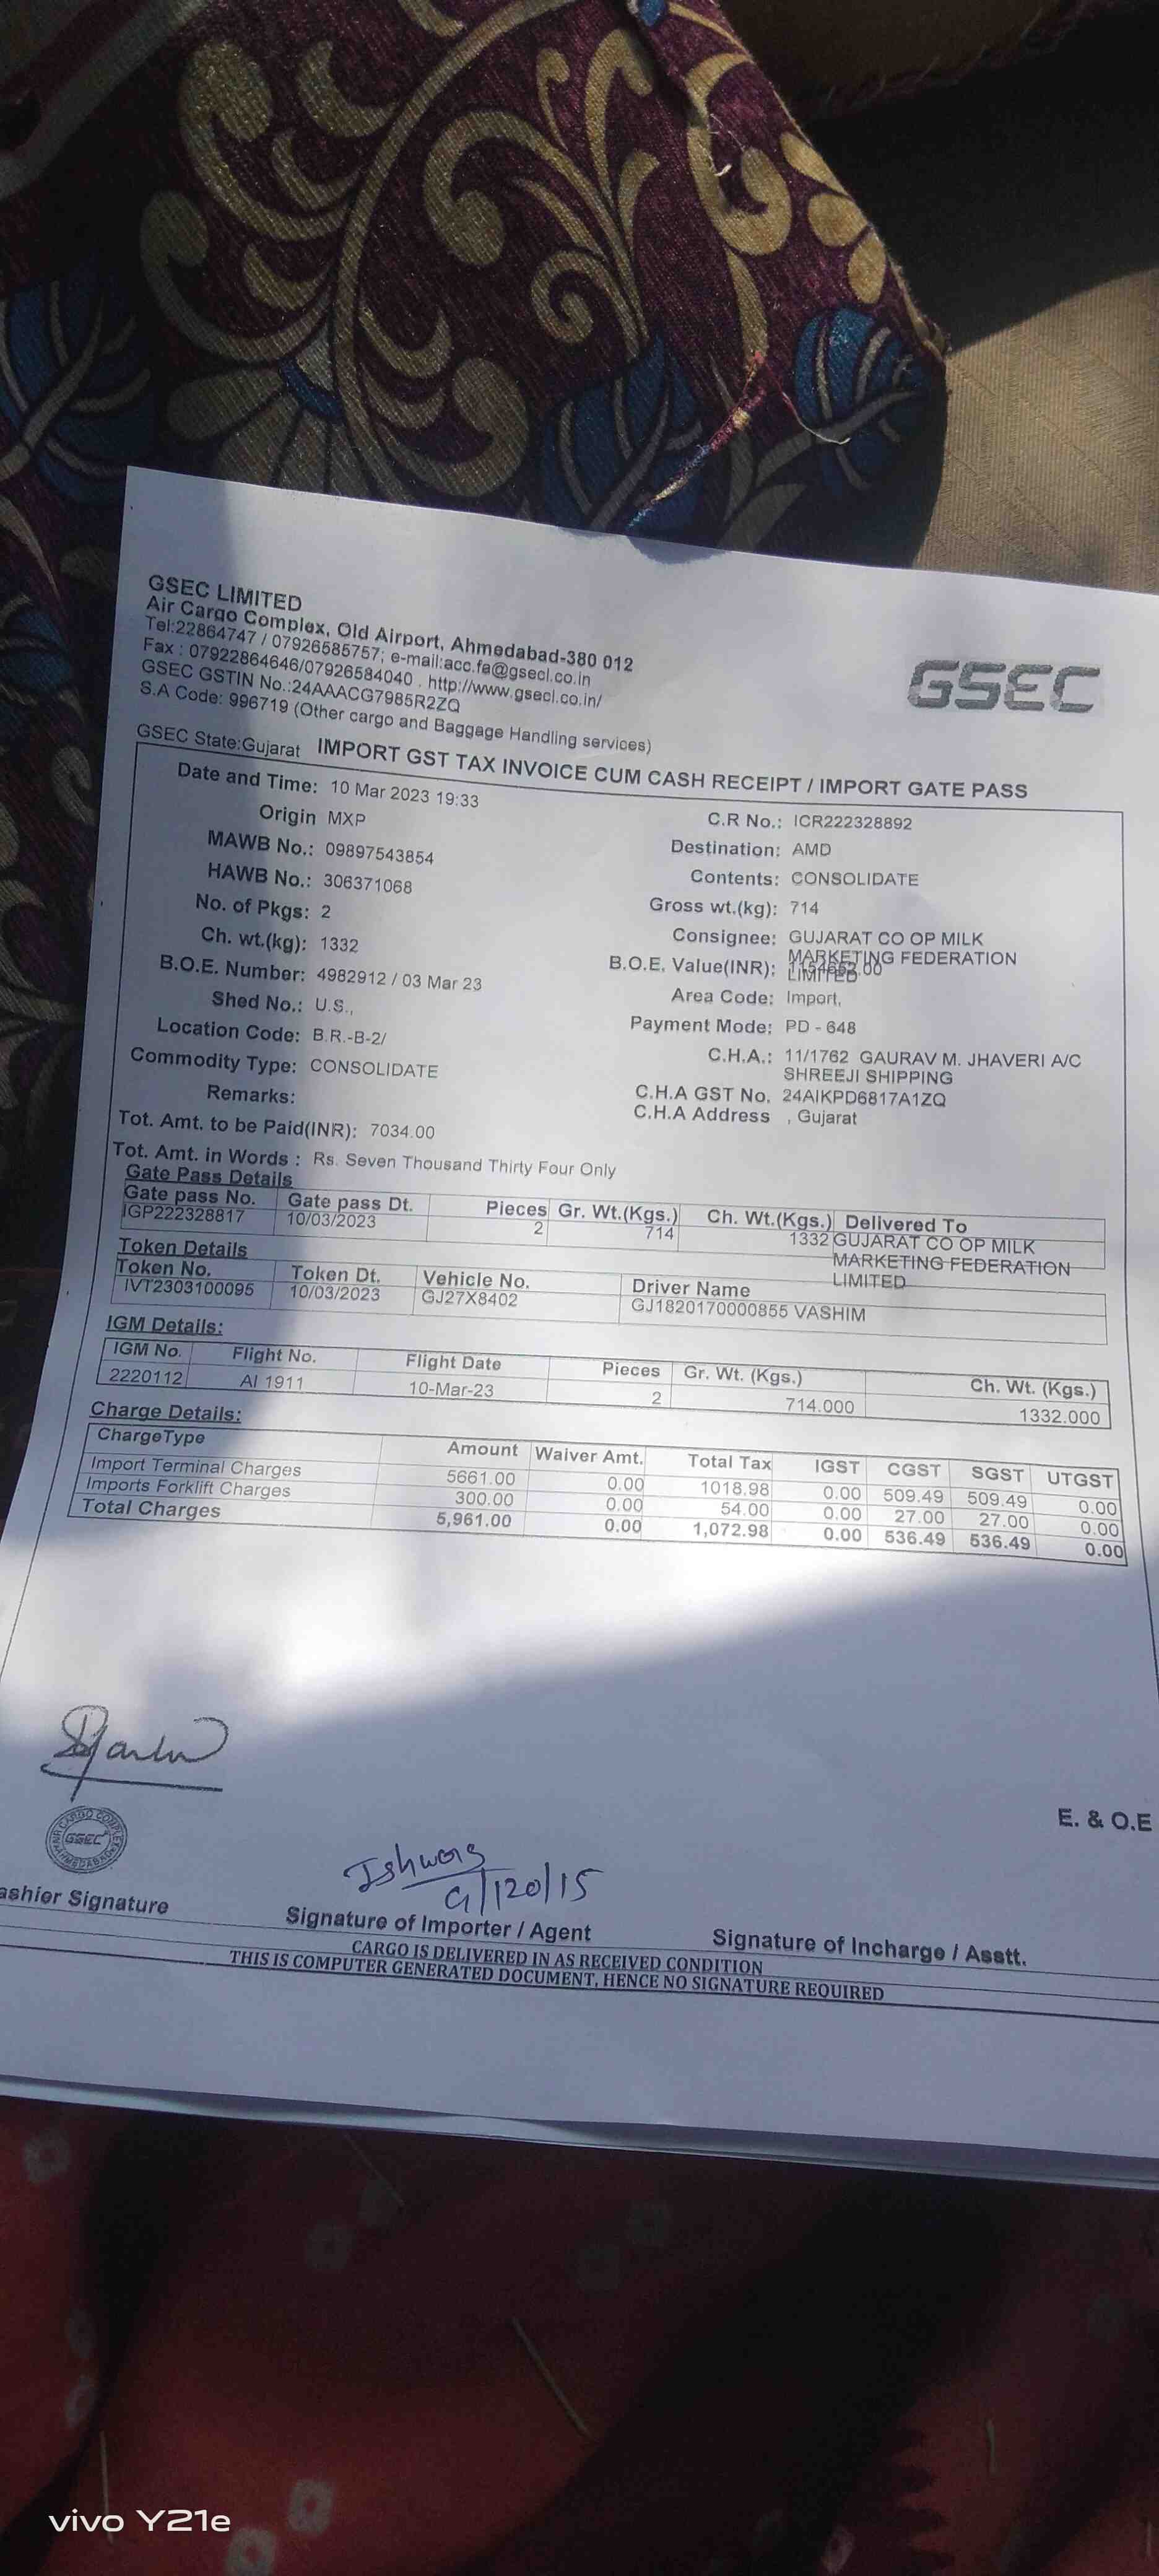 GSEC LIMITED
Air Cargo Complex, Old Airport, Ahmedabad-380 012
Tel:22864747 / 07926585757; e-mail:acc.fa@gsecl.co.in
Fax : 07922864646/07926584040 . http://www.gsecl.co.in/
GSEC GSTIN No.:24AAACG7985R2ZQ
S.A Code: 996719 (Other cargo and Baggage Handling services)
GSEC
GSEC State:Gujarat IMPORT GST TAX INVOICE CUM CASH RECEIPT / IMPORT GATE PASS
Date and Time: 10 Mar 2023 19:33 C.R No.: ICR222328892
Origin MXP Destination: AMD
MAWB No.: 09897543854 Contents: CONSOLIDATE
HAWB No.: 306371068 Gross wt.(kg): 714
No. of Pkgs: 2 Consignee: GUJARAT CO OP MILK
MARKETING FEDERATION
LIMITED
Ch. wt.(kg): 1332 B.O.E. Value(INR):
B.O.E. Number: 4982912 / 03 Mar 23 Area Code: Import,
Shed No.: U.S., Payment Mode: PD - 648
Location Code: B.R.-B-2/ C.H.A.: 11/1762 GAURAV M. JHAVERI A/C
SHREEJI SHIPPING
Commodity Type: CONSOLIDATE C.H.A GST No. 24AIKPD6817A1ZQ
Remarks: C.H.A Address , Gujarat
Tot. Amt. to be Paid(INR): 7034.00
Tot. Amt. in Words : Rs. Seven Thousand Thirty Four Only
Gate Pass Details
Gate pass No. Gate pass Dt. Pieces Gr. Wt.(Kgs.) Ch. Wt.(Kgs.) Delivered To
IGP222328817 10/03/2023 2 714 1332 GUJARAT CO OP MILK
MARKETING FEDERATION
LIMITED
Token Details
Token No. Token Dt. Vehicle No. Driver Name
IVT2303100095 10/03/2023 GJ27X8402 GJ1820170000855 VASHIM
IGM Details:
IGM No. Flight No. Flight Date Pieces Gr. Wt. (Kgs.) Ch. Wt. (Kgs.)
2220112 AI 1911 10-Mar-23 2 714.000 1332.000
Charge Details:
ChargeType Amount Waiver Amt. Total Tax IGST CGST SGST UTGST
Import Terminal Charges 5661.00 0.00 1018.98 0.00 509.49 509.49 0.00
Imports Forklift Charges 300.00 0.00 54.00 0.00 27.00 27.00 0.00
Total Charges 5,961.00 0.00 1,072.98 0.00 536.49 536.49 0.00
E. & O.E
AIR CARGO COMPLEX
GSEC
AHMEDABAD
Ishwor
G/120/15
ashier Signature
Signature of Importer / Agent
Signature of Incharge / Asstt.
CARGO IS DELIVERED IN AS RECEIVED CONDITION
THIS IS COMPUTER GENERATED DOCUMENT, HENCE NO SIGNATURE REQUIRED
vivo Y21e